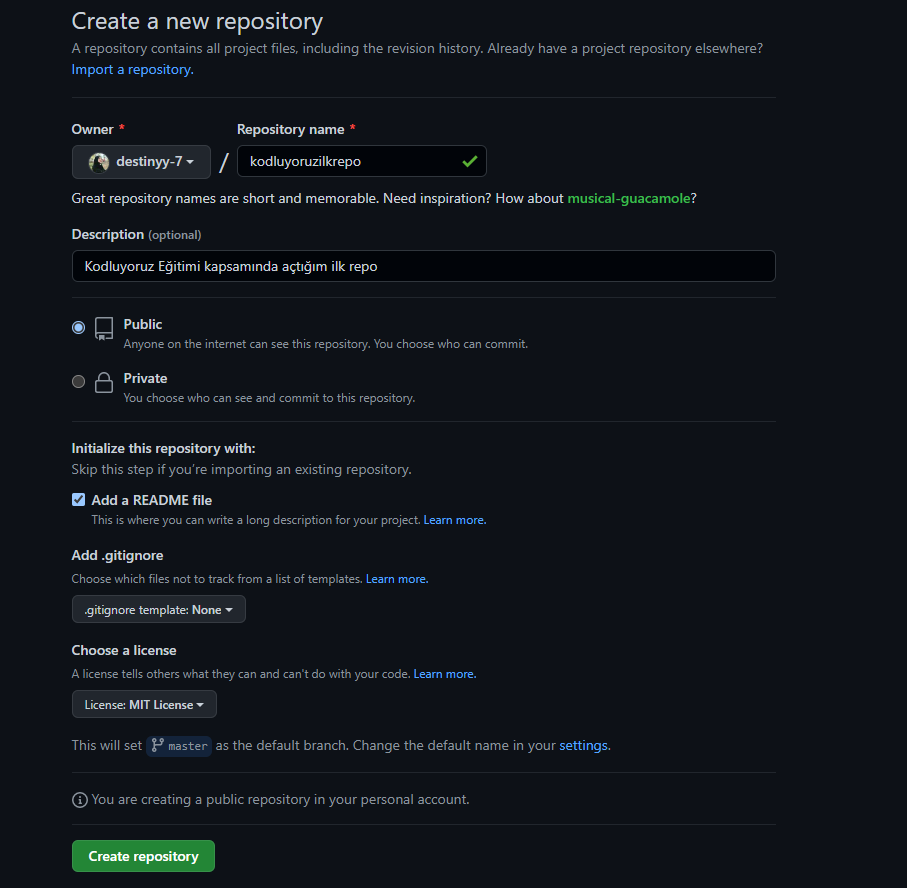 Create a new repository
A repository contains all project files, including the revision history. Already have a project repository elsewhere?
Import a repository.
Owner * Repository name *
destinyy-7 / kodluyoruzilkrepo
Great repository names are short and memorable. Need inspiration? How about musical-guacamole?
Description (optional)
Kodluyoruz Eğitimi kapsamında açtığım ilk repo
Public
Anyone on the internet can see this repository. You choose who can commit.
Private
You choose who can see and commit to this repository.
Initialize this repository with:
Skip this step if you’re importing an existing repository.
Add a README file
This is where you can write a long description for your project. Learn more.
Add .gitignore
Choose which files not to track from a list of templates. Learn more.
.gitignore template: None
Choose a license
A license tells others what they can and can't do with your code. Learn more.
License: MIT License
This will set master as the default branch. Change the default name in your settings.
You are creating a public repository in your personal account.
Create repository